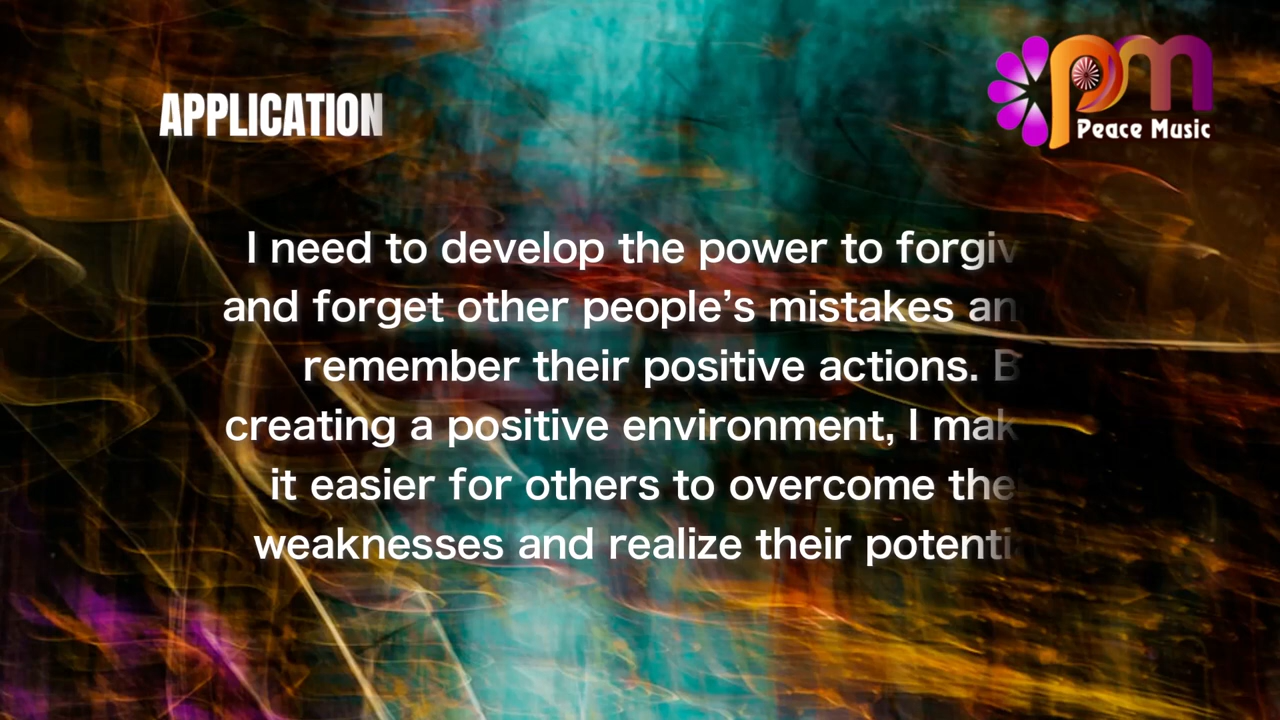 APPLICATION
pm
Peace Music
I need to develop the power to forgiv
and forget other people's mistakes an
remember their positive actions. B
creating a positive environment, I mak
it easier for others to overcome the
weaknesses and realize their potenti